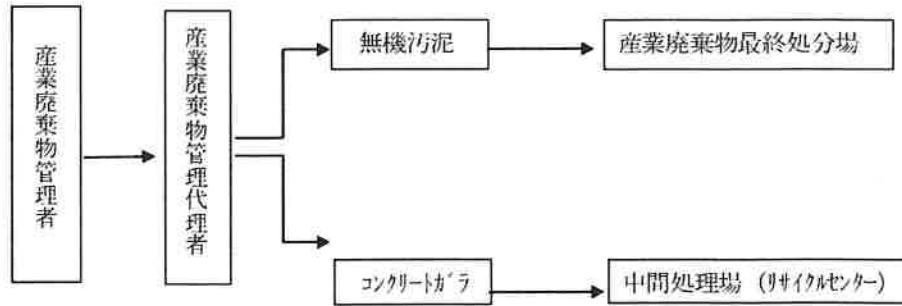 産業廃棄物管理者
産業廃棄物管理代理者
無機汚泥
産業廃棄物最終処分場
コンクリートガラ
中間処理場（リサイクルセンター）